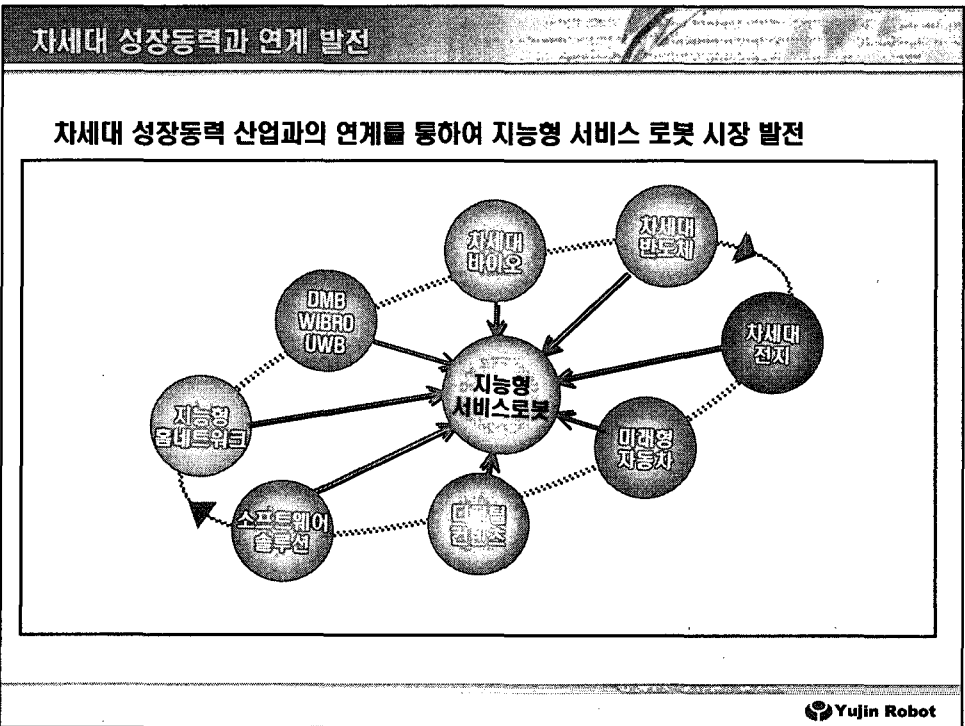 차세대 성장동력과 연계 발전
차세대 성장동력 산업과의 연계를 통하여 지능형 서비스 로봇 시장 발전
차세대
바이오
차세대
반도체
DMB
WIBRO
UWB
차세대
전지
지능형
서비스로봇
지능형
홈네트워크
미래형
자동차
소프트웨어
솔루션
디지털
컨텐츠
Yujin Robot